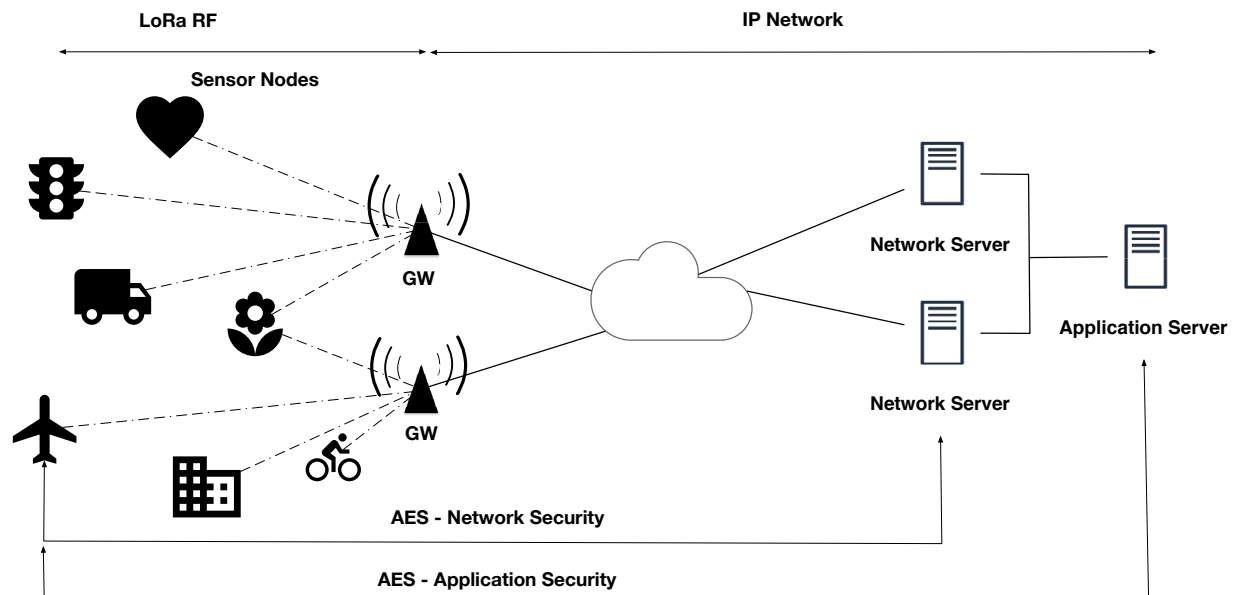 LoRa RF
IP Network
Sensor Nodes
GW
Network Server
Application Server
GW
Network Server
AES - Network Security
AES - Application Security